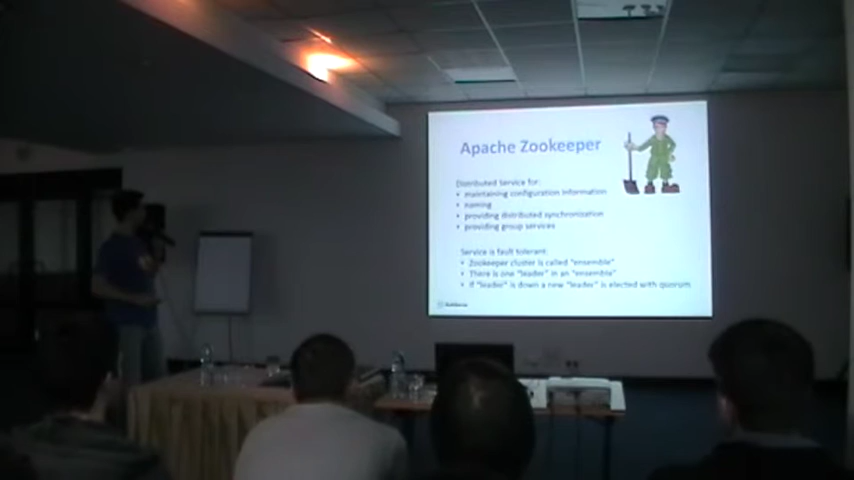 Apache Zookeeper
Distributed Service for:
• maintaining configuration information
• naming
• providing distributed synchronization
• providing group services
Service is fault tolerant:
• Zookeeper cluster is called "ensemble"
• There is one "leader" in an "ensemble"
• If "leader" is down a new "leader" is elected with quorum